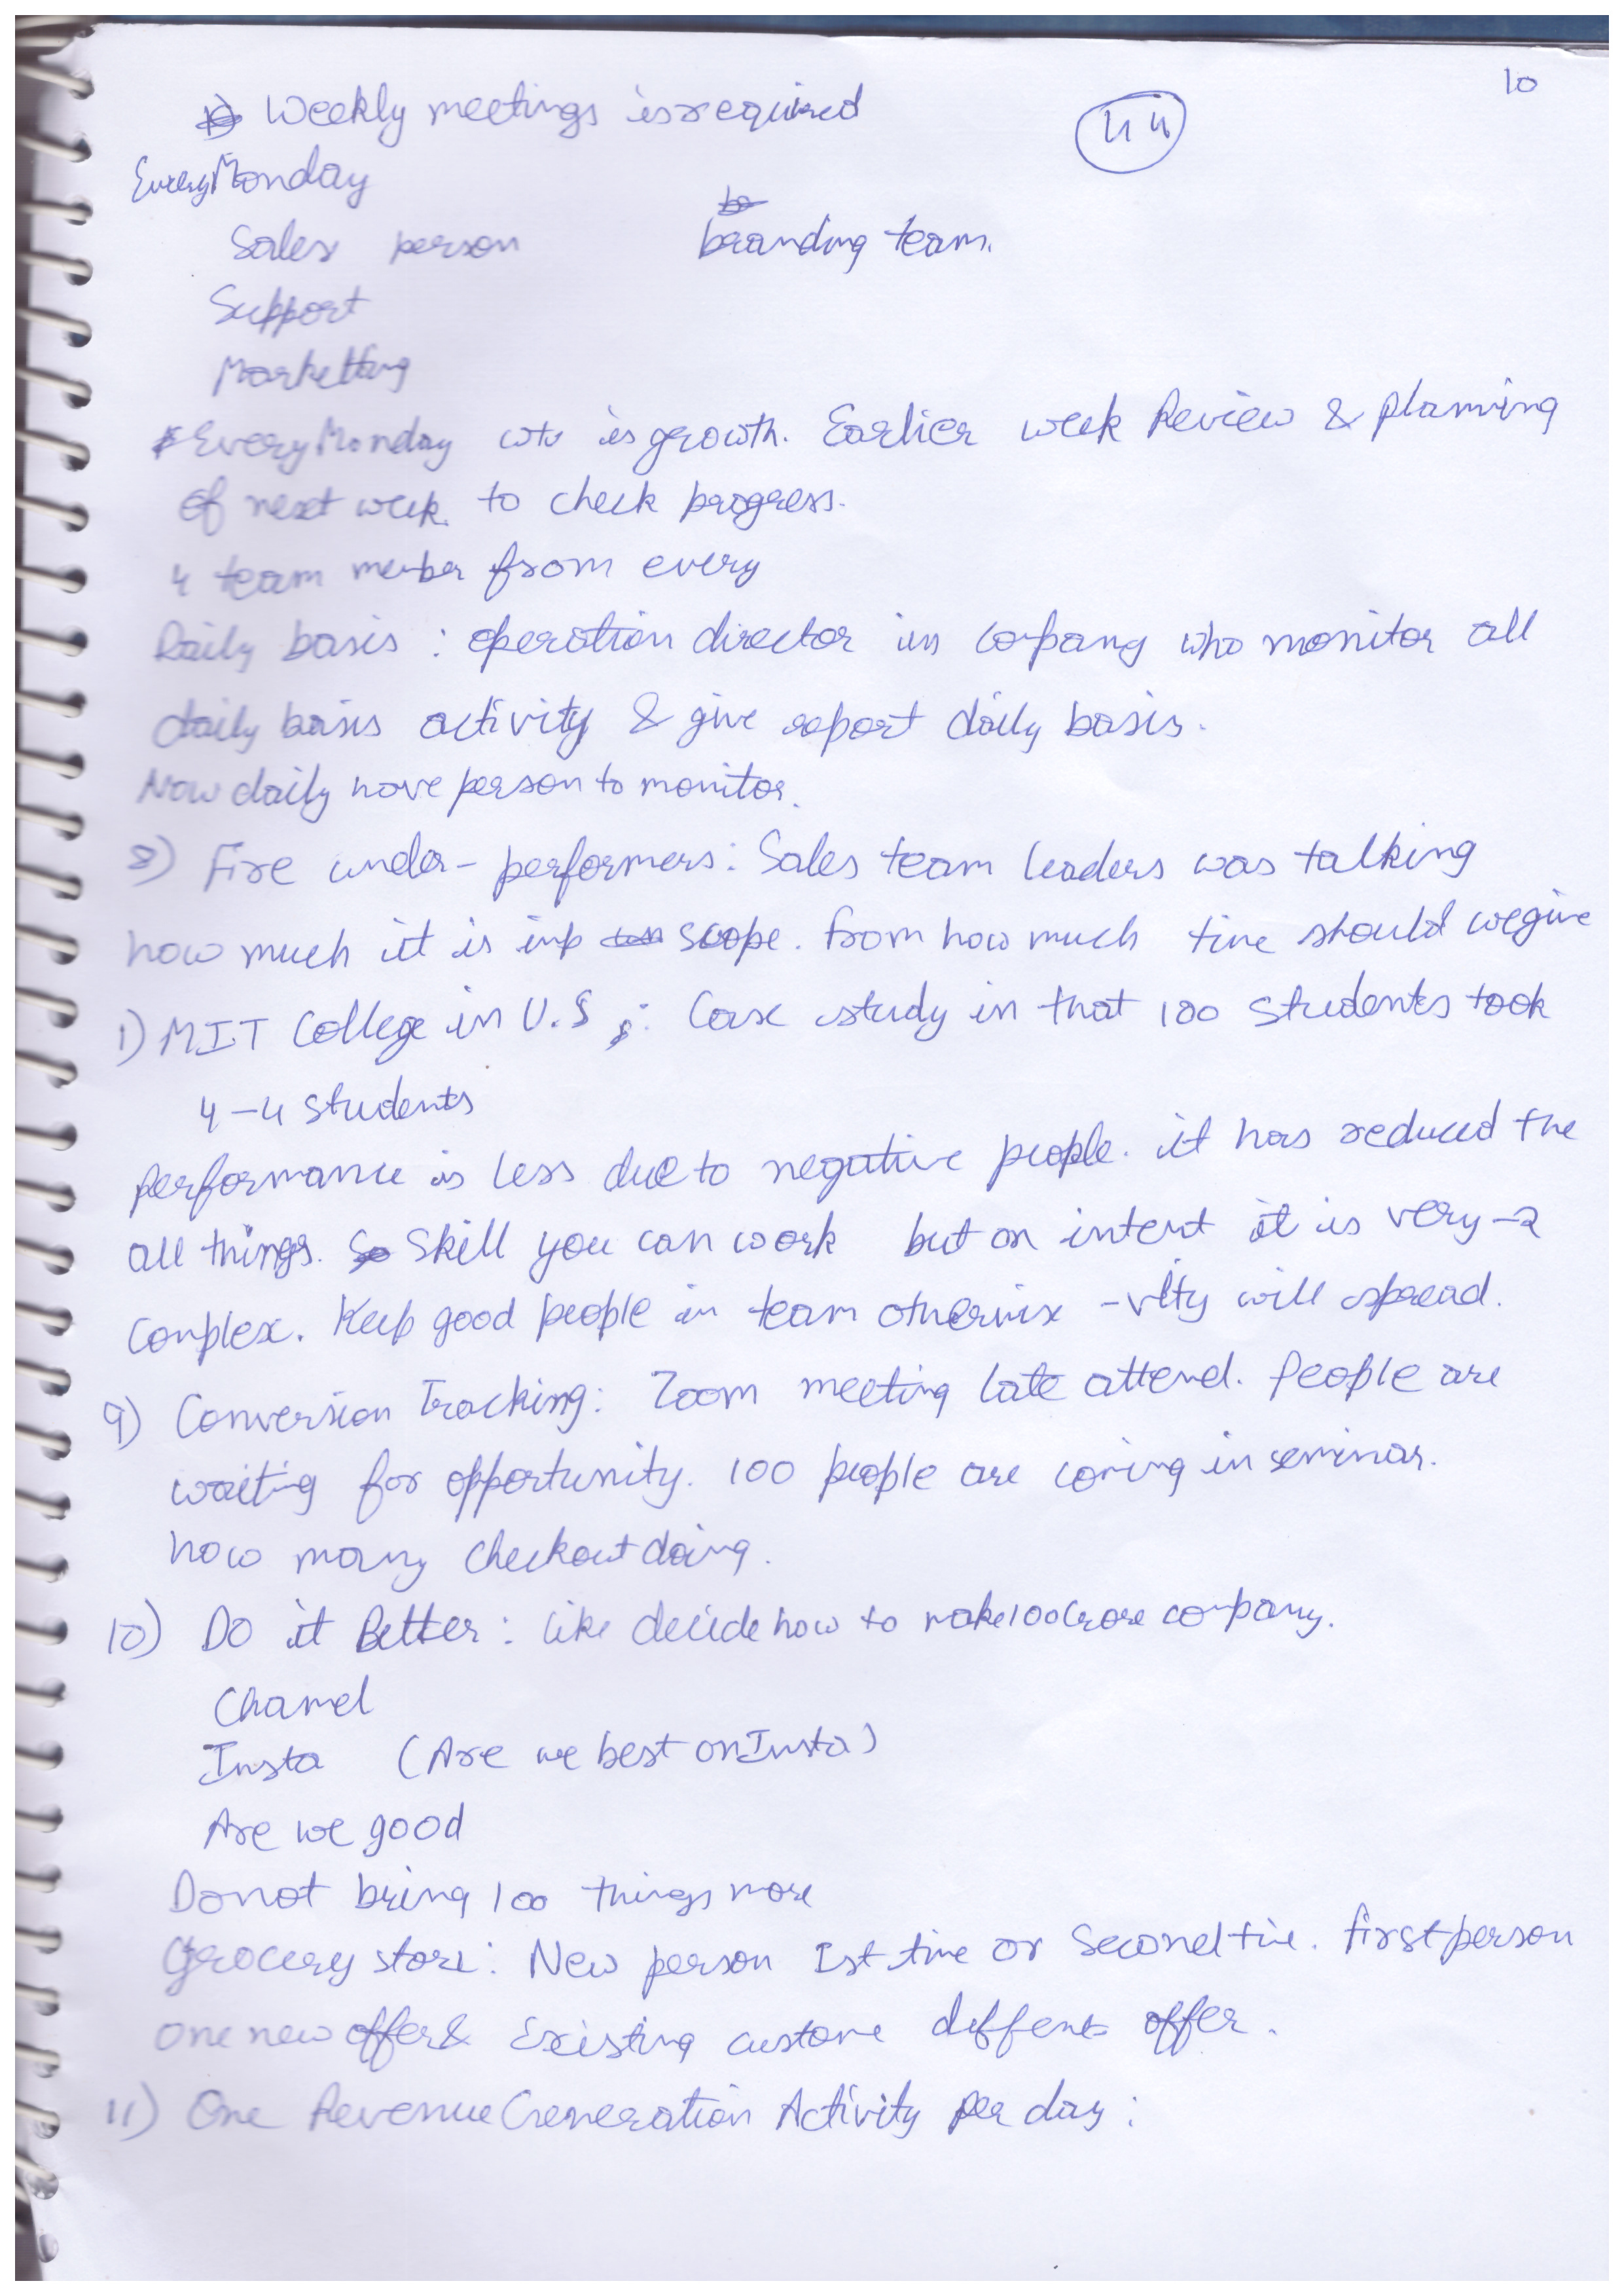 10
Weekly meetings is required
44
Every Monday
Sales person branding team.
Support
Marketting
Every Monday is growth. Earlier week Review & planning
of next week. to check progress.
4 team member from every
Daily basis : operation director in company who monitor all
daily basis activity & give report daily basis.
Now daily have person to monitor.
8) Fire under-performers: Sales team leaders was talking
how much it is imp scope. from how much time should we give
1) MIT College in U.S : Case study in that 100 students took
4-4 students
performance is less due to negative people. it has reduced the
all things. Skill you can work but on intent it is very-2
Complex. Keep good people in team otherwise -vity will spread.
9) Conversion Tracking: Zoom meeting late attend. People are
waiting for opportunity. 100 people are coming in seminar.
how many checkout doing.
10) Do it Better : like decide how to make 100 Crore company.
Channel
Insta (Are we best on Insta)
Are we good
Do not bring 100 things more
Grocery store: New person Ist time or Second time. first person
one new offer & Existing custome offer.
11) One Revenue Generation Activity per day :